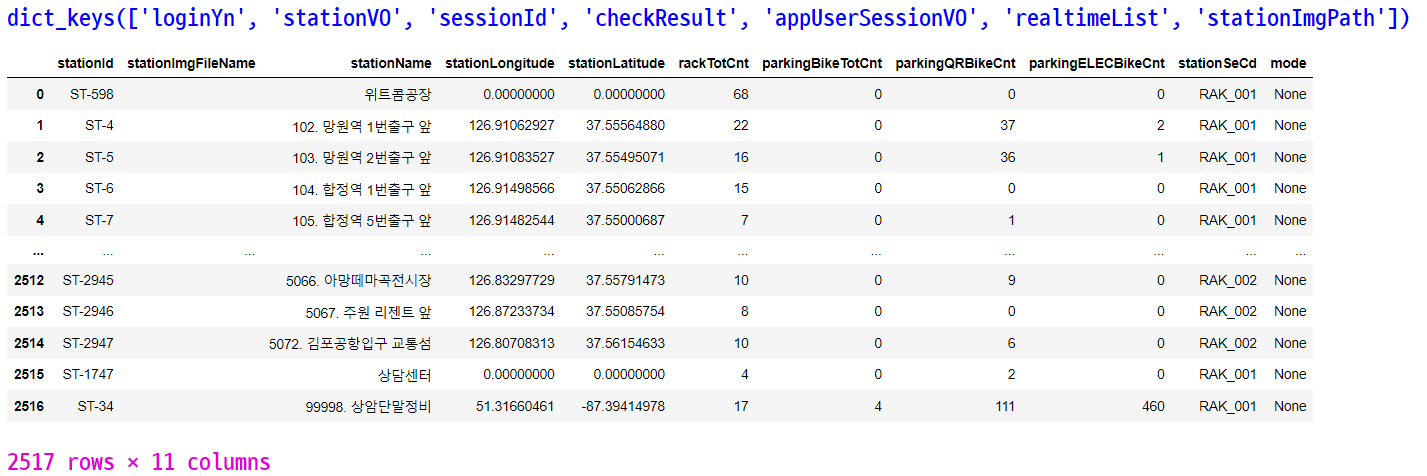 dict_keys(['loginYn', 'stationVO', 'sessionId', 'checkResult', 'appUserSessionVO', 'realtimeList', 'stationImgPath'])
stationId stationImgFileName stationName stationLongitude stationLatitude rackTotCnt parkingBikeTotCnt parkingQRBikeCnt parkingELECBikeCnt stationSeCd mode
0 ST-598 위트콤공장 0.00000000 0.00000000 68 0 0 0 RAK_001 None
1 ST-4 102. 망원역 1번출구 앞 126.91062927 37.55564880 22 0 37 2 RAK_001 None
2 ST-5 103. 망원역 2번출구 앞 126.91083527 37.55495071 16 0 36 1 RAK_001 None
3 ST-6 104. 합정역 1번출구 앞 126.91498566 37.55062866 15 0 0 0 RAK_001 None
4 ST-7 105. 합정역 5번출구 앞 126.91482544 37.55000687 7 0 1 0 RAK_001 None
... ... ... ... ... ... ... ... ... ... ... ...
2512 ST-2945 5066. 아망떼마곡전시장 126.83297729 37.55791473 10 0 9 0 RAK_002 None
2513 ST-2946 5067. 주원 리젠트 앞 126.87233734 37.55085754 8 0 0 0 RAK_002 None
2514 ST-2947 5072. 김포공항입구 교통섬 126.80708313 37.56154633 10 0 6 0 RAK_002 None
2515 ST-1747 상담센터 0.00000000 0.00000000 4 0 2 0 RAK_001 None
2516 ST-34 99998. 상암단말정비 51.31660461 -87.39414978 17 4 111 460 RAK_001 None
2517 rows × 11 columns